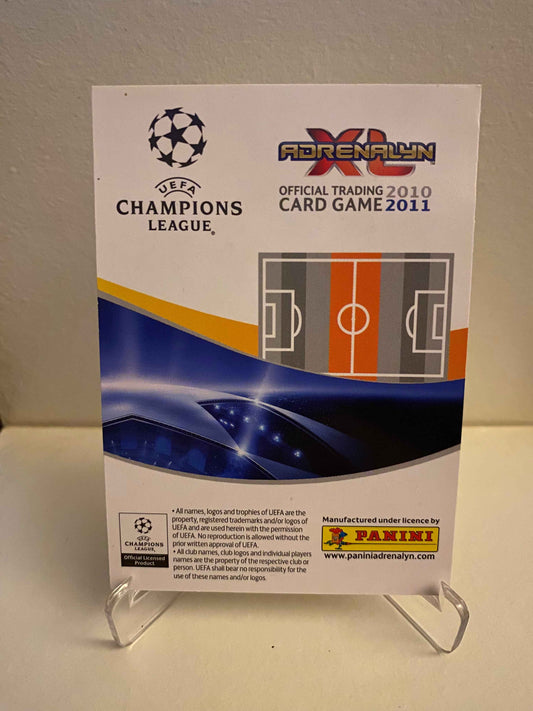 UEFA
CHAMPIONS
LEAGUE®
ADRENALYN XL
OFFICIAL TRADING 2010
CARD GAME 2011
UEFA
CHAMPIONS
LEAGUE
Official Licensed
Product
• All names, logos and trophies of UEFA are the
property, registered trademarks and/or logos of
UEFA and are used herein with the permission
of UEFA. No reproduction is allowed without the
prior written approval of UEFA.
• All club names, club logos and individual players
names are the property of the respective club or
person. UEFA shall bear no responsibility for the
use of these names and/or logos.
Manufactured under licence by
PANINI
www.paniniadrenalyn.com